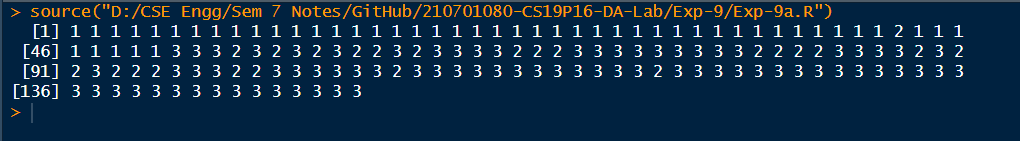 > source("D:/CSE Engg/Sem 7 Notes/GitHub/210701080-CS19P16-DA-Lab/Exp-9/Exp-9a.R")
[1] 1 1 1 1 1 1 1 1 1 1 1 1 1 1 1 1 1 1 1 1 1 1 1 1 1 1 1 1 1 1 1 1 1 1 1 1 1 1 1 1 1 2 1 1 1
[46] 1 1 1 1 1 3 3 3 2 3 2 3 2 3 2 2 3 2 3 3 3 3 2 2 2 3 3 3 3 3 3 3 3 3 2 2 2 2 3 3 3 3 2 3 2
[91] 2 3 2 2 2 3 3 3 2 2 3 3 3 3 3 3 2 3 3 3 3 3 3 3 3 3 3 3 3 2 3 3 3 3 3 3 3 3 3 3 3 3 3 3 3
[136] 3 3 3 3 3 3 3 3 3 3 3 3 3 3 3
>